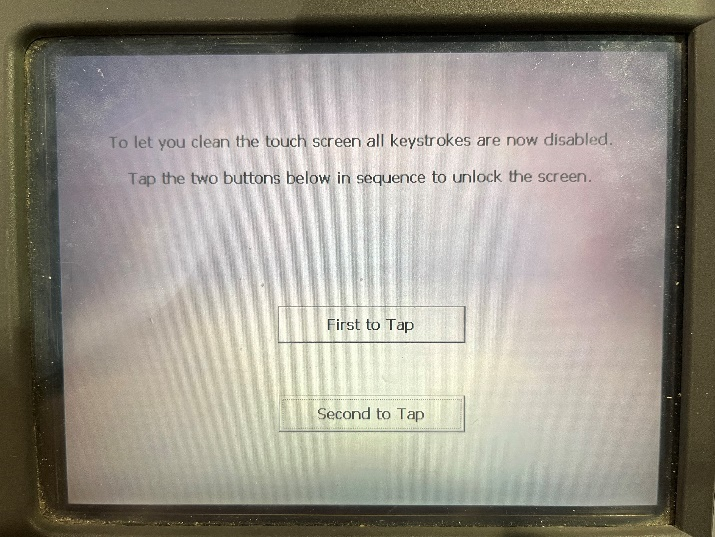 To let you clean the touch screen all keystrokes are now disabled.
Tap the two buttons below in sequence to unlock the screen.
First to Tap
Second to Tap